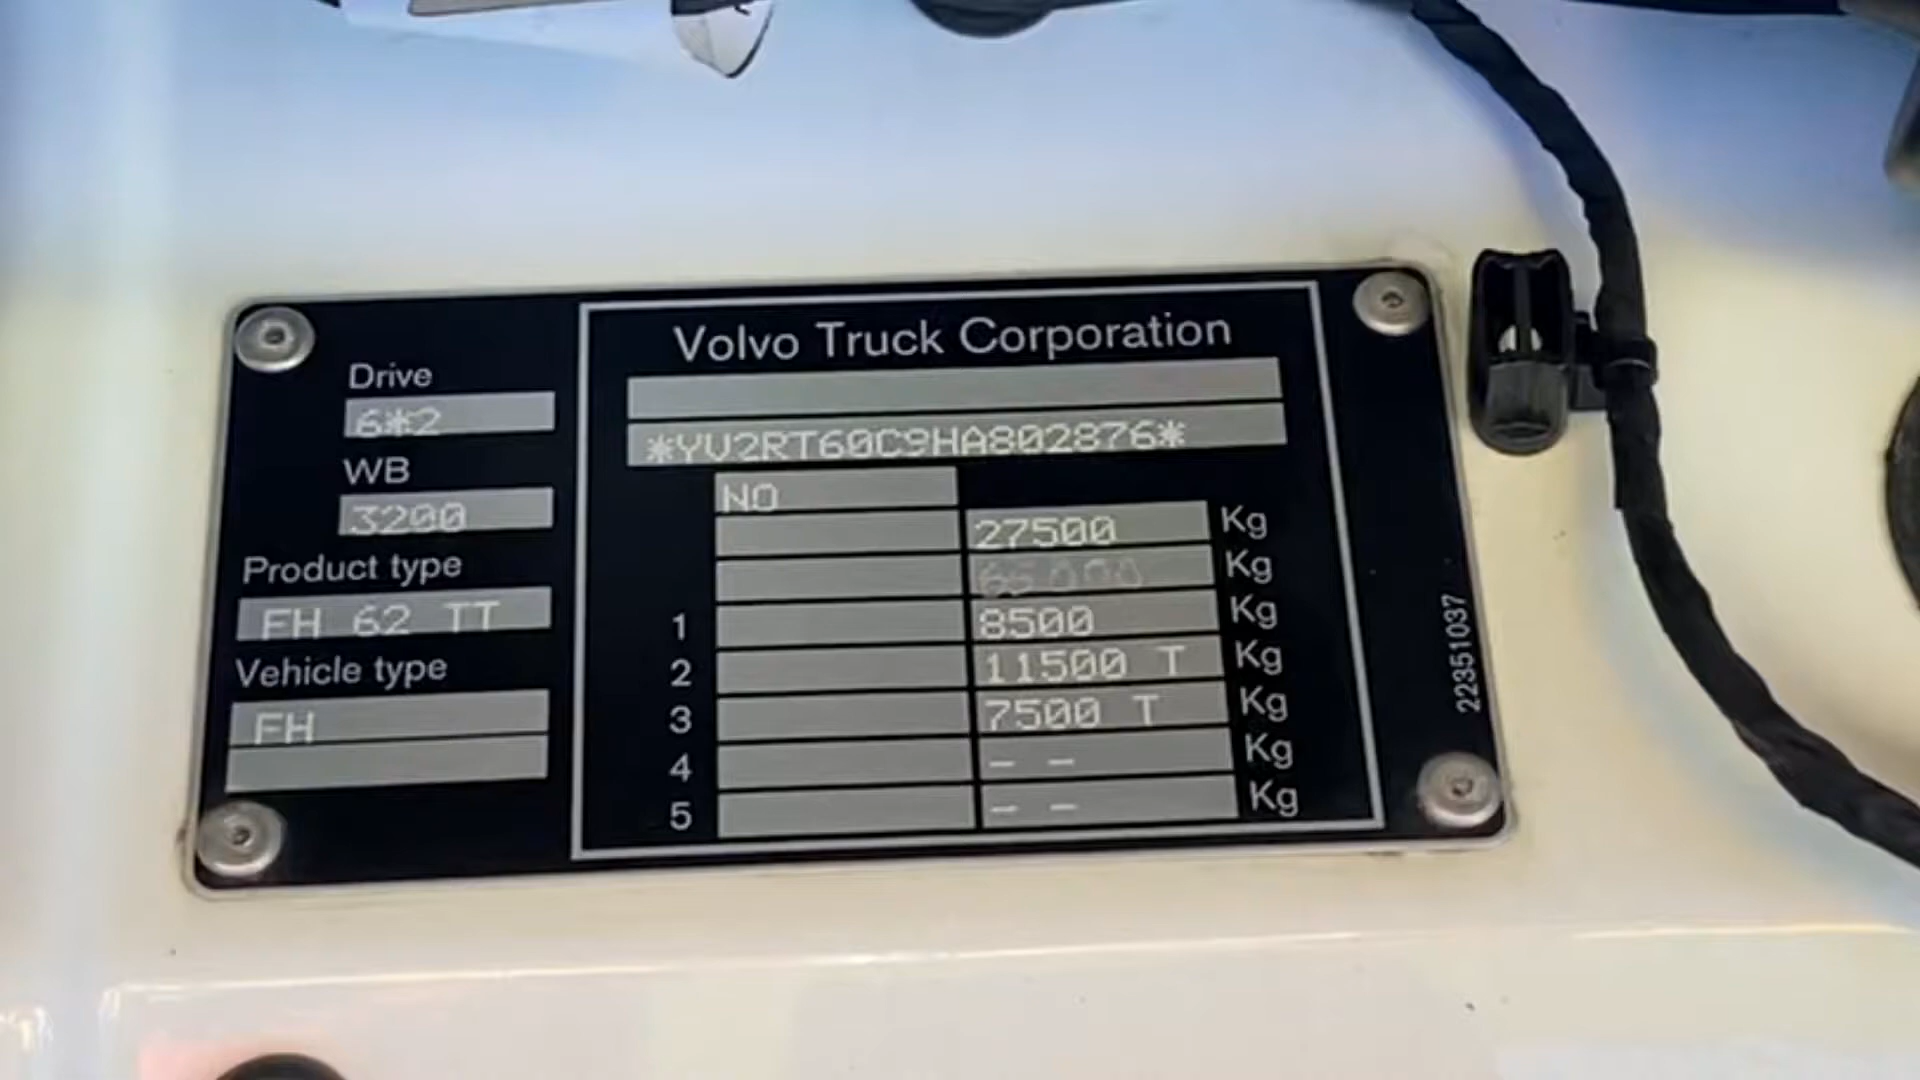 Drive
6*2
WB
3200
Product type
FH 62 TT
Vehicle type
FH
Volvo Truck Corporation
*YV2RT60C9HA802876*
NO
27500 Kg
65000 Kg
1 8500 Kg
2 11500 T Kg
3 7500 T Kg
4 – – Kg
5 – – Kg
22351037